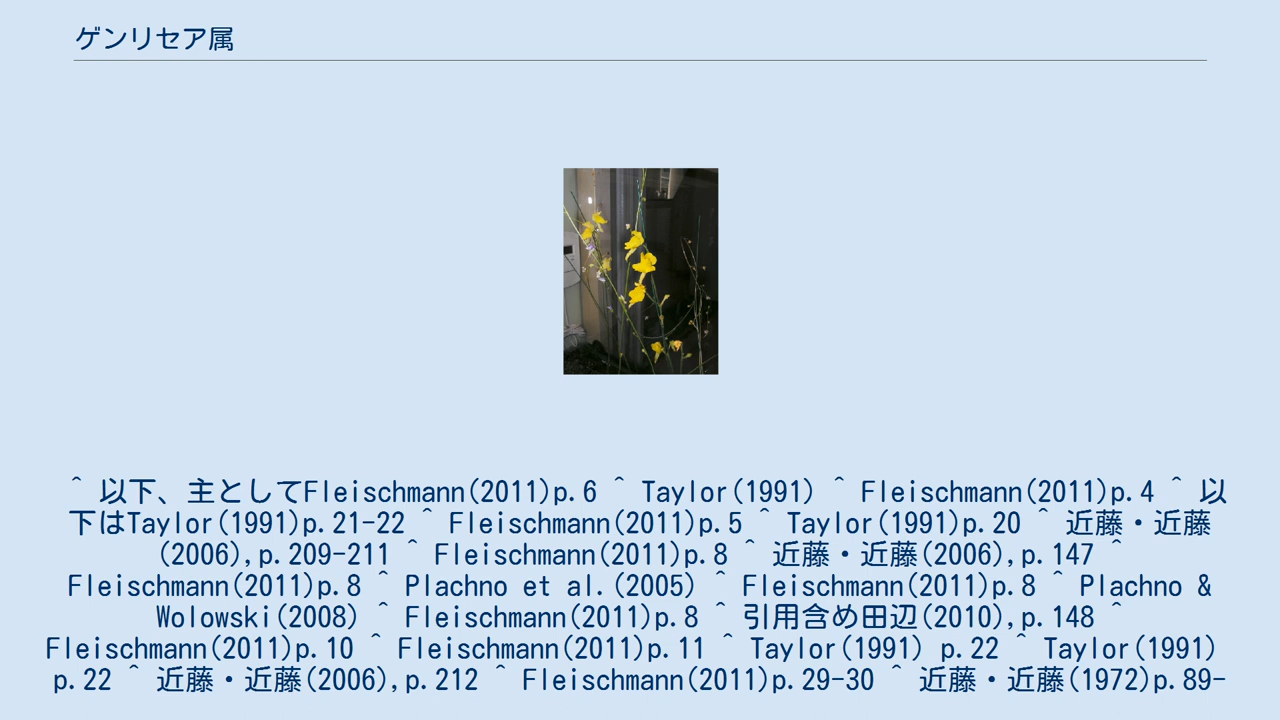 ゲンリセア属
^ 以下、主としてFleischmann(2011)p.6 ^ Taylor(1991) ^ Fleischmann(2011)p.4 ^ 以
下はTaylor(1991)p.21-22 ^ Fleischmann(2011)p.5 ^ Taylor(1991)p.20 ^ 近藤・近藤
(2006),p.209-211 ^ Fleischmann(2011)p.8 ^ 近藤・近藤(2006),p.147 ^
Fleischmann(2011)p.8 ^ Plachno et al.(2005) ^ Fleischmann(2011)p.8 ^ Plachno &
Wolowski(2008) ^ Fleischmann(2011)p.8 ^ 引用含め田辺(2010),p.148 ^
Fleischmann(2011)p.10 ^ Fleischmann(2011)p.11 ^ Taylor(1991) p.22 ^ Taylor(1991)
p.22 ^ 近藤・近藤(2006),p.212 ^ Fleischmann(2011)p.29-30 ^ 近藤・近藤(1972)p.89-